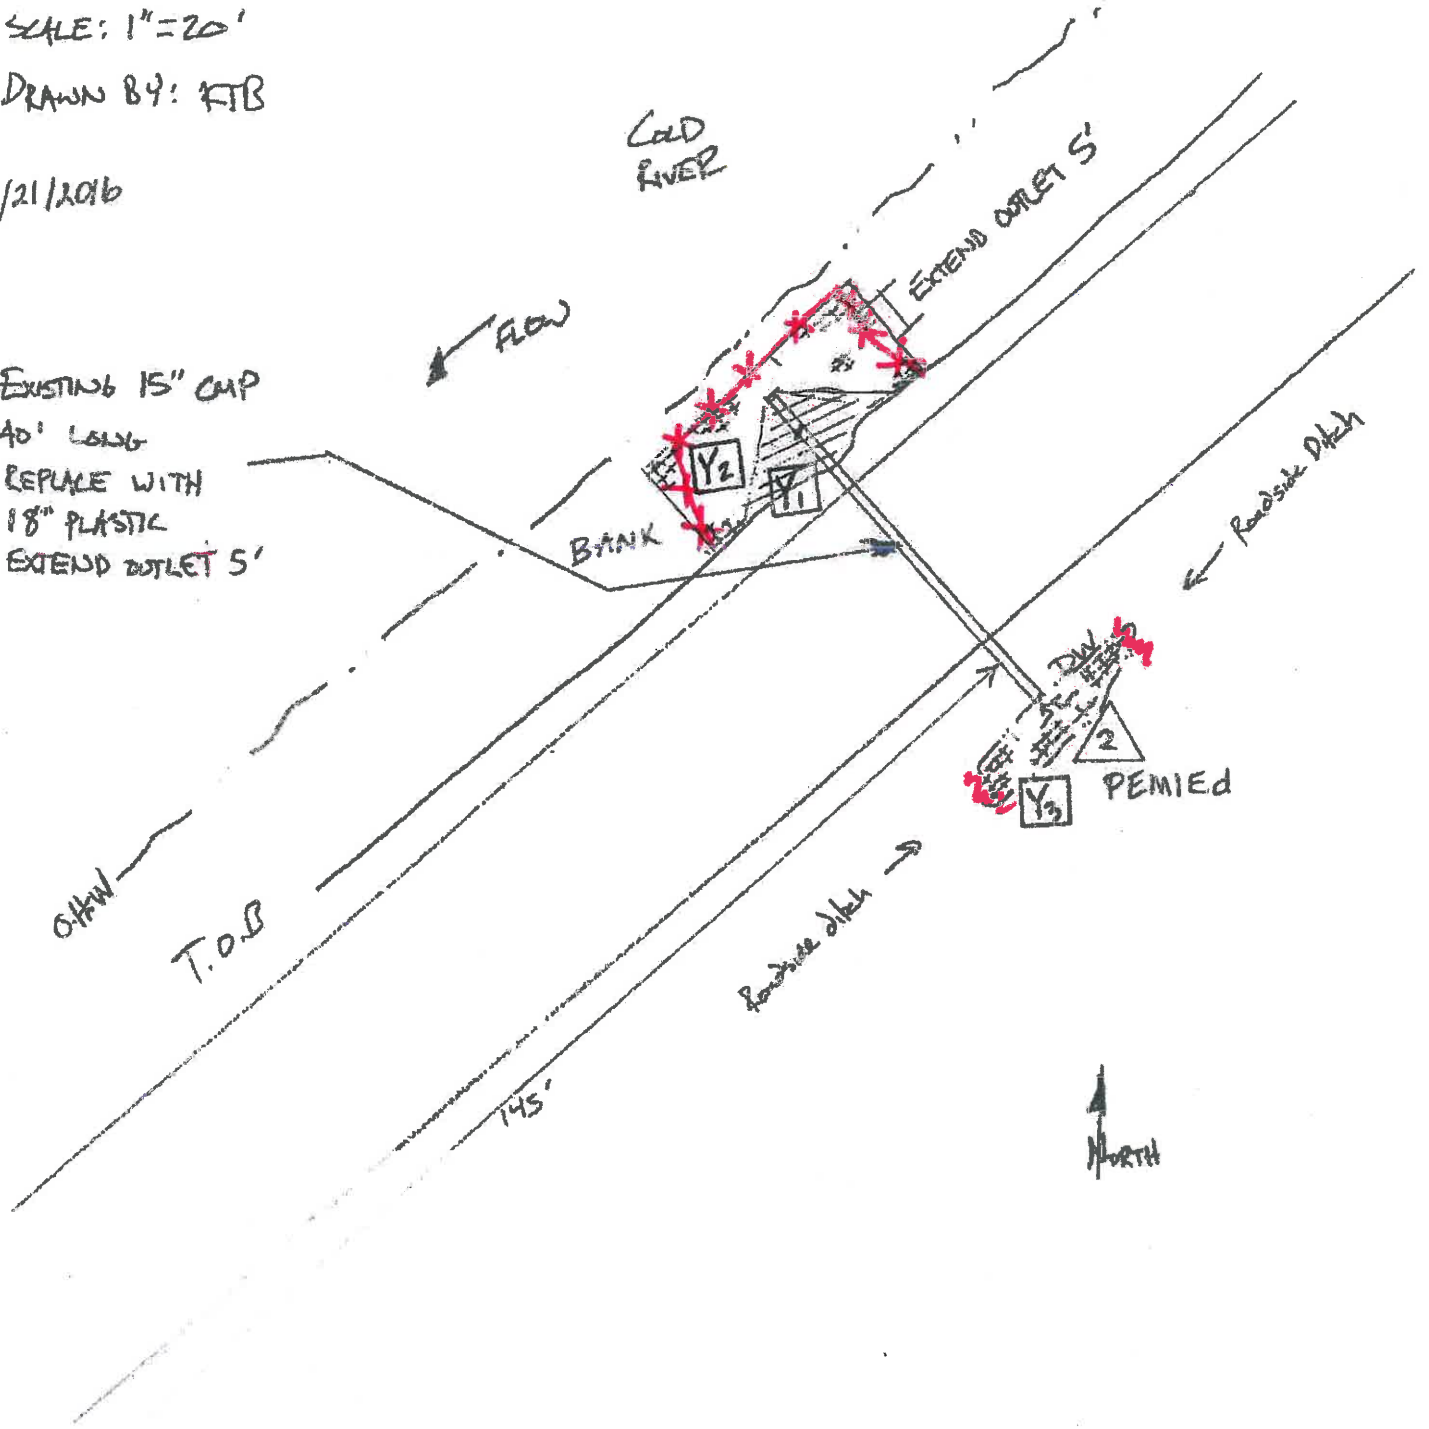 SCALE: 1"=20'
DRAWN BY: KTB
/21/2016
COLD
RIVER
EXTEND OUTLET 5'
FLOW
EXISTING 15" CMP
40' LONG
REPLACE WITH
18" PLASTIC
EXTEND OUTLET 5'
Y2
Y1
BANK
Roadside Ditch
DW
2
PEMIEd
Y3
OHW
T.O.B
Roadside ditch
145'
NORTH